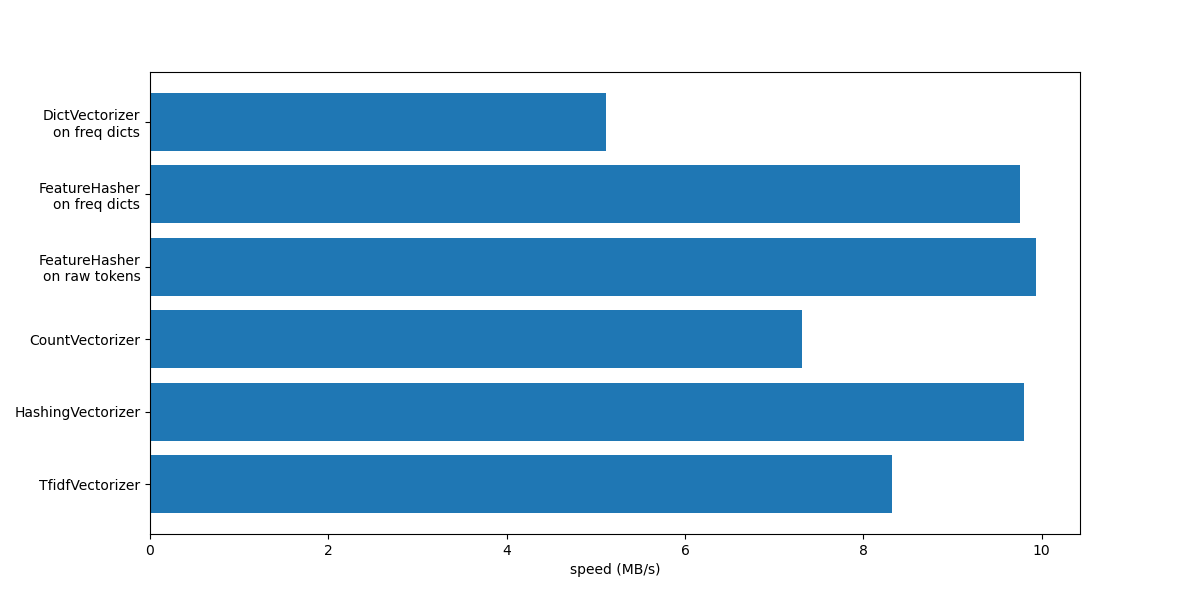 DictVectorizer
on freq dicts
FeatureHasher
on freq dicts
FeatureHasher
on raw tokens
CountVectorizer
HashingVectorizer
TfidfVectorizer
0 2 4 6 8 10
speed (MB/s)